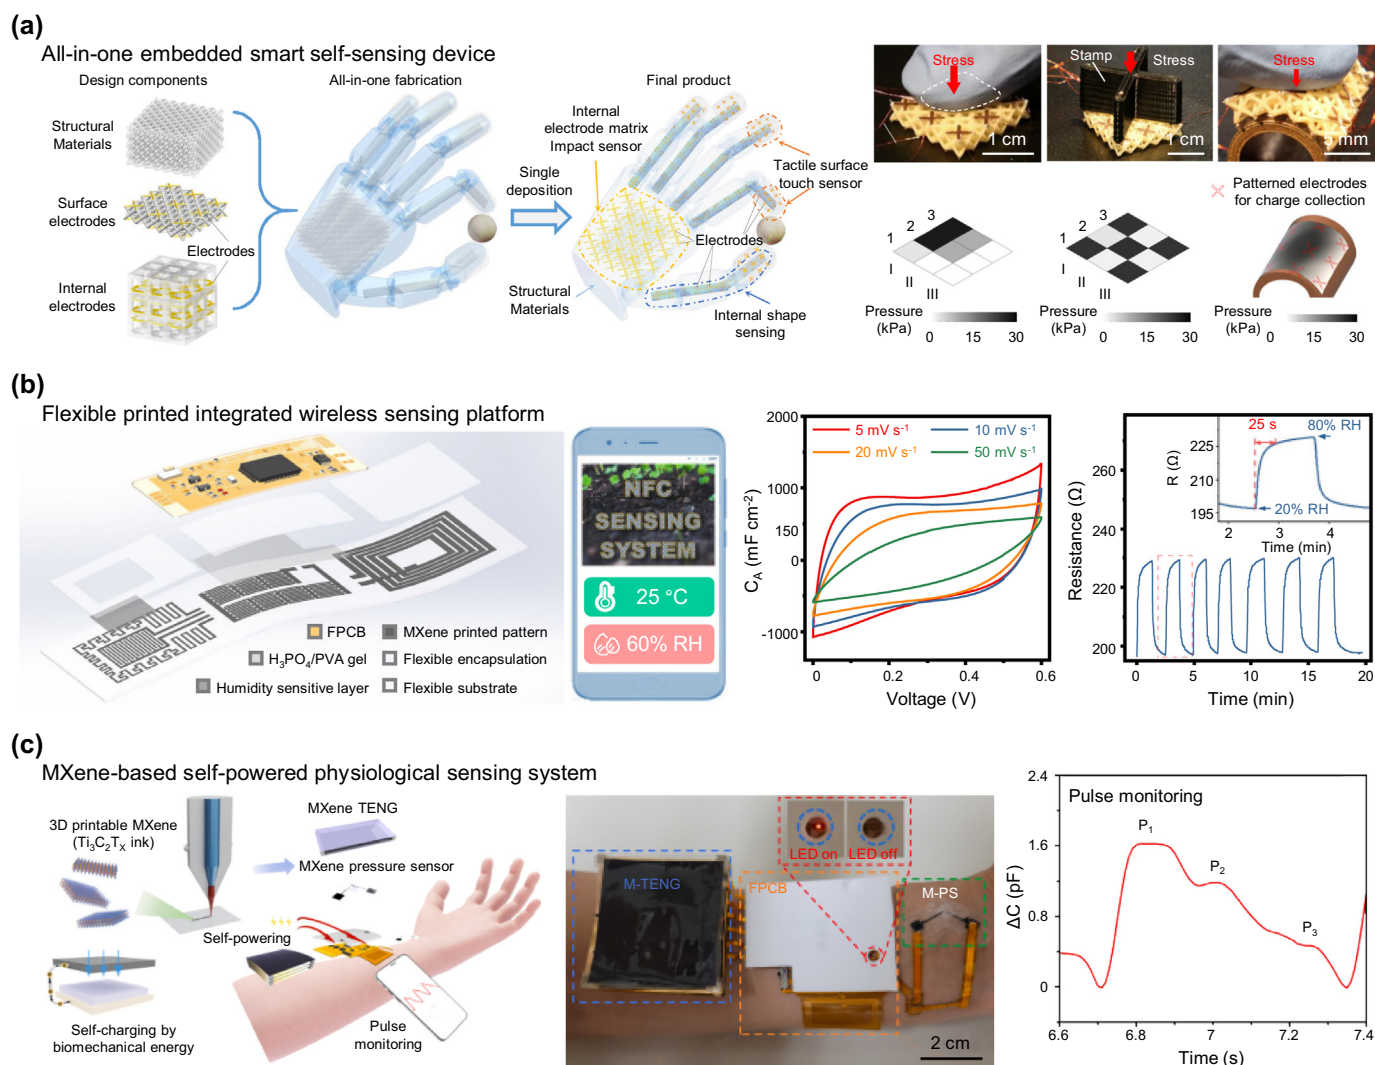 (a)
All-in-one embedded smart self-sensing device
Design components
All-in-one fabrication
Final product
Structural
Materials
Surface
electrodes
Electrodes
Internal
electrodes
Single
deposition
Internal
electrode matrix
Impact sensor
Tactile surface
touch sensor
Electrodes
Structural
Materials
Internal shape
sensing
Stress
1 cm
Stamp
Stress
1 cm
Stress
5 mm
Patterned electrodes
for charge collection
1
2
3
I
II
III
Pressure
(kPa)
0
15
30
1
2
3
I
II
III
Pressure
(kPa)
0
15
30
Pressure
(kPa)
0
15
30
(b)
Flexible printed integrated wireless sensing platform
FPCB
MXene printed pattern
H₃PO₄/PVA gel
Flexible encapsulation
Humidity sensitive layer
Flexible substrate
NFC
SENSING
SYSTEM
25 °C
60% RH
2000
1000
150
0
-1000
C_A (mF cm⁻²)
5 mV s⁻¹
10 mV s⁻¹
20 mV s⁻¹
50 mV s⁻¹
0
0.2
0.4
0.6
Voltage (V)
Resistance (Ω)
260
240
220
200
0
5
10
15
20
Time (min)
25 s
80% RH
20% RH
R (Ω)
225
210
195
2
3
4
Time (min)
(c)
MXene-based self-powered physiological sensing system
3D printable MXene
(Ti₃C₂Tₓ ink)
MXene TENG
MXene pressure sensor
Self-powering
Self-charging by
biomechanical energy
Pulse
monitoring
LED on
LED off
M-TENG
FPCB
M-PS
2 cm
Pulse monitoring
P₁
P₂
P₃
ΔC (pF)
2.4
1.6
0.8
0
6.6
6.8
7
7.2
7.4
Time (s)